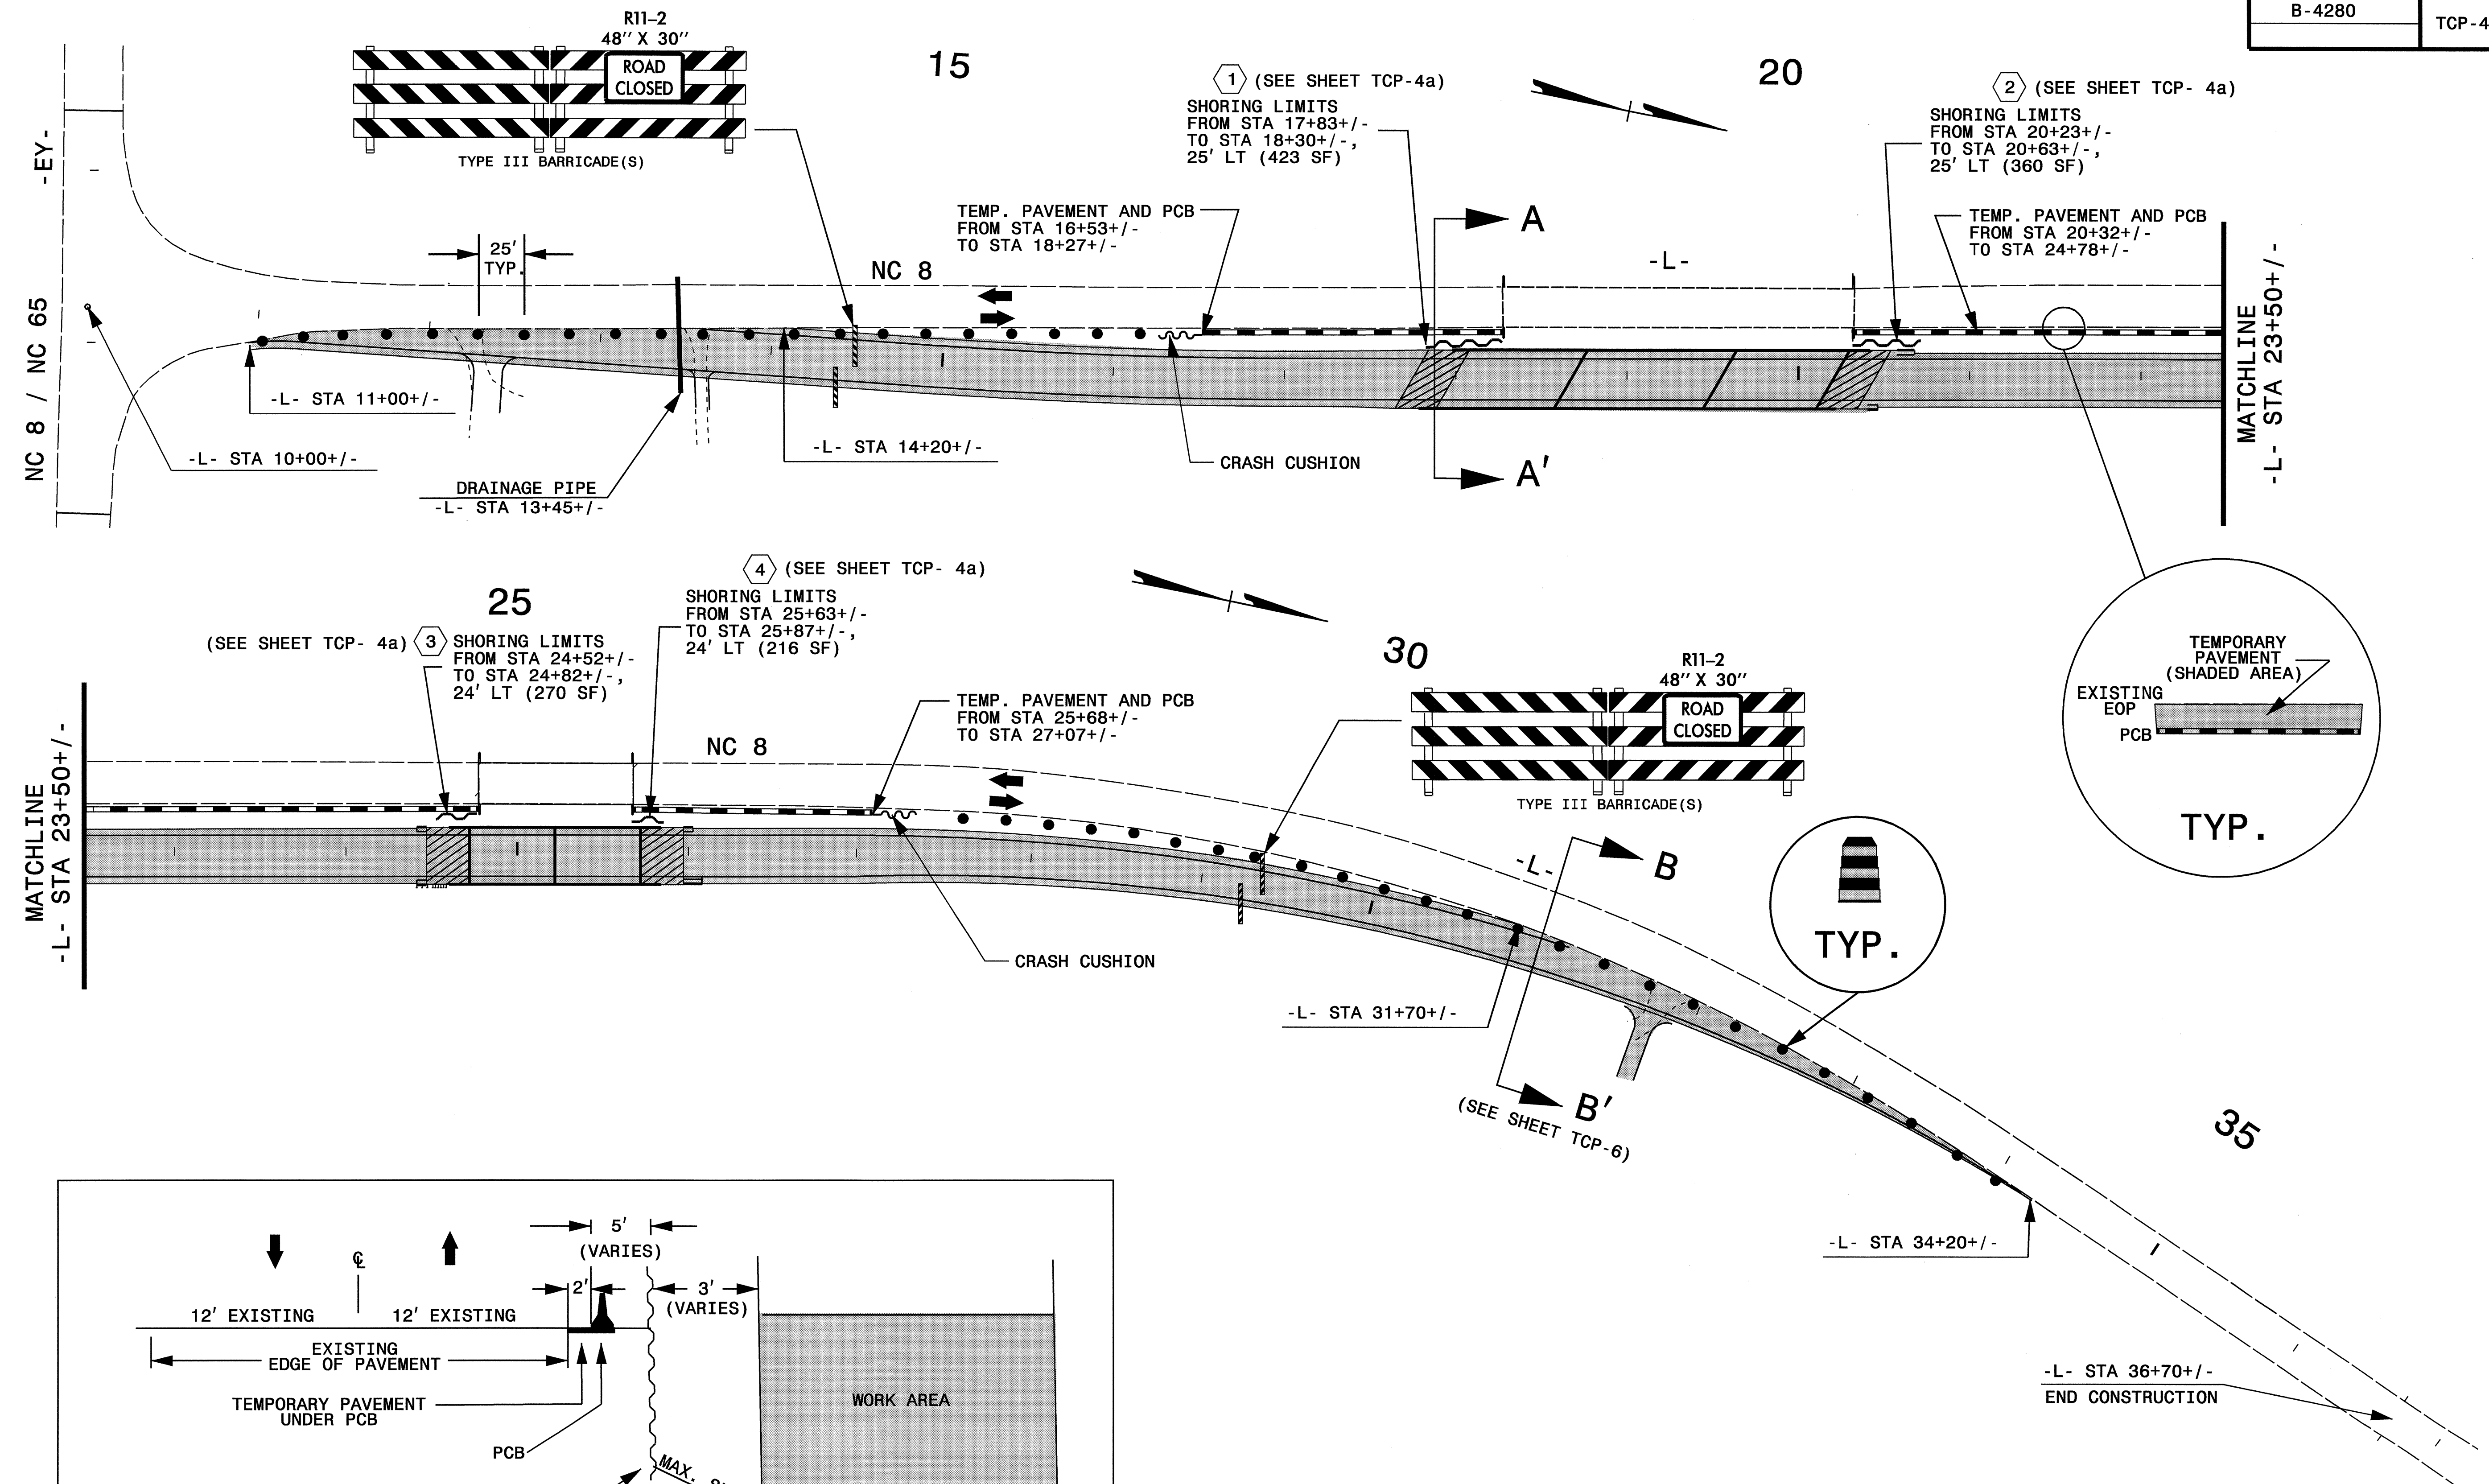 B-4280
TCP-4
R11-2
48" X 30"
ROAD
CLOSED
TYPE III BARRICADE(S)
15
1 (SEE SHEET TCP-4a)
SHORING LIMITS
FROM STA 17+83+/-
TO STA 18+30+/-,
25' LT (423 SF)
20
2 (SEE SHEET TCP- 4a)
SHORING LIMITS
FROM STA 20+23+/-
TO STA 20+63+/-,
25' LT (360 SF)
-EY-
NC 8 / NC 65
25'
TYP.
NC 8
TEMP. PAVEMENT AND PCB
FROM STA 16+53+/-
TO STA 18+27+/-
A
-L-
TEMP. PAVEMENT AND PCB
FROM STA 20+32+/-
TO STA 24+78+/-
MATCHLINE
-L- STA 23+50+/-
-L- STA 11+00+/-
-L- STA 10+00+/-
DRAINAGE PIPE
-L- STA 13+45+/-
-L- STA 14+20+/-
CRASH CUSHION
A'
25
(SEE SHEET TCP- 4a) 3 SHORING LIMITS
FROM STA 24+52+/-
TO STA 24+82+/-,
24' LT (270 SF)
4 (SEE SHEET TCP- 4a)
SHORING LIMITS
FROM STA 25+63+/-
TO STA 25+87+/-,
24' LT (216 SF)
30
R11-2
48" X 30"
ROAD
CLOSED
TYPE III BARRICADE(S)
TEMPORARY
PAVEMENT
(SHADED AREA)
EXISTING
EOP
PCB
TYP.
MATCHLINE
-L- STA 23+50+/-
NC 8
TEMP. PAVEMENT AND PCB
FROM STA 25+68+/-
TO STA 27+07+/-
CRASH CUSHION
-L-
B
TYP.
-L- STA 31+70+/-
B'
(SEE SHEET TCP-6)
35
-L- STA 34+20+/-
-L- STA 36+70+/-
END CONSTRUCTION
5'
(VARIES)
2'
3'
(VARIES)
℄
12' EXISTING
12' EXISTING
EXISTING
EDGE OF PAVEMENT
TEMPORARY PAVEMENT
UNDER PCB
PCB
WORK AREA
MAX.